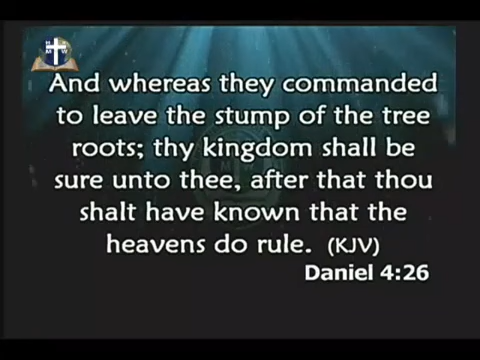 And whereas they commanded
to leave the stump of the tree
roots; thy kingdom shall be
sure unto thee, after that thou
shalt have known that the
heavens do rule. (KJV)
Daniel 4:26